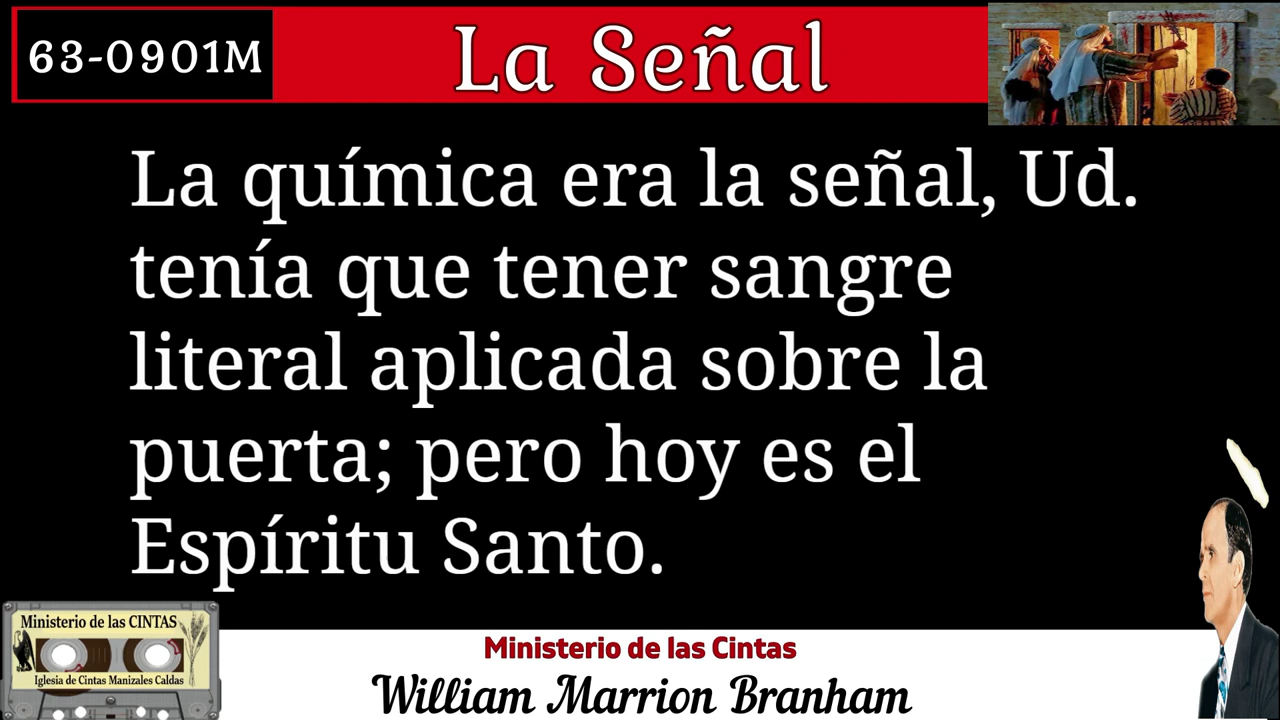 63-0901M
La Señal
La química era la señal, Ud.
tenía que tener sangre
literal aplicada sobre la
puerta; pero hoy es el
Espíritu Santo.
Ministerio de las CINTAS
Iglesia de Cintas Manizales Caldas
Ministerio de las Cintas
William Marrion Branham